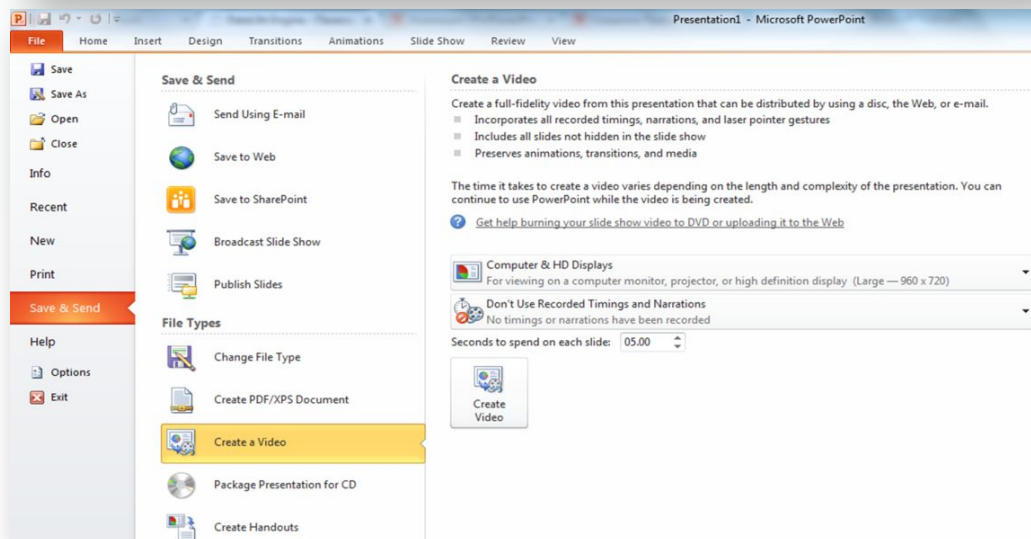 Presentation1 - Microsoft PowerPoint
File Home Insert Design Transitions Animations Slide Show Review View
Save
Save As
Open
Close
Info
Recent
New
Print
Save & Send
Help
Options
Exit
Save & Send
Send Using E-mail
Save to Web
Save to SharePoint
Broadcast Slide Show
Publish Slides
File Types
Change File Type
Create PDF/XPS Document
Create a Video
Package Presentation for CD
Create Handouts
Create a Video
Create a full-fidelity video from this presentation that can be distributed by using a disc, the Web, or e-mail.
Incorporates all recorded timings, narrations, and laser pointer gestures
Includes all slides not hidden in the slide show
Preserves animations, transitions, and media
The time it takes to create a video varies depending on the length and complexity of the presentation. You can
continue to use PowerPoint while the video is being created.
Get help burning your slide show video to DVD or uploading it to the Web
Computer & HD Displays
For viewing on a computer monitor, projector, or high definition display (Large — 960 x 720)
Don't Use Recorded Timings and Narrations
No timings or narrations have been recorded
Seconds to spend on each slide: 05.00
Create
Video